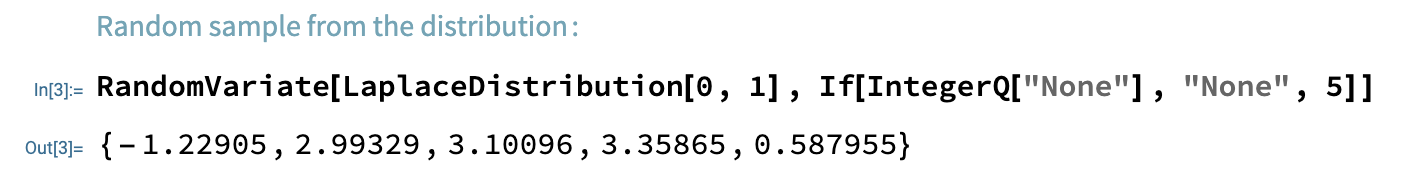 Random sample from the distribution:
In[3]:= RandomVariate[LaplaceDistribution[0, 1], If[IntegerQ["None"], "None", 5]]
Out[3]= {-1.22905, 2.99329, 3.10096, 3.35865, 0.587955}